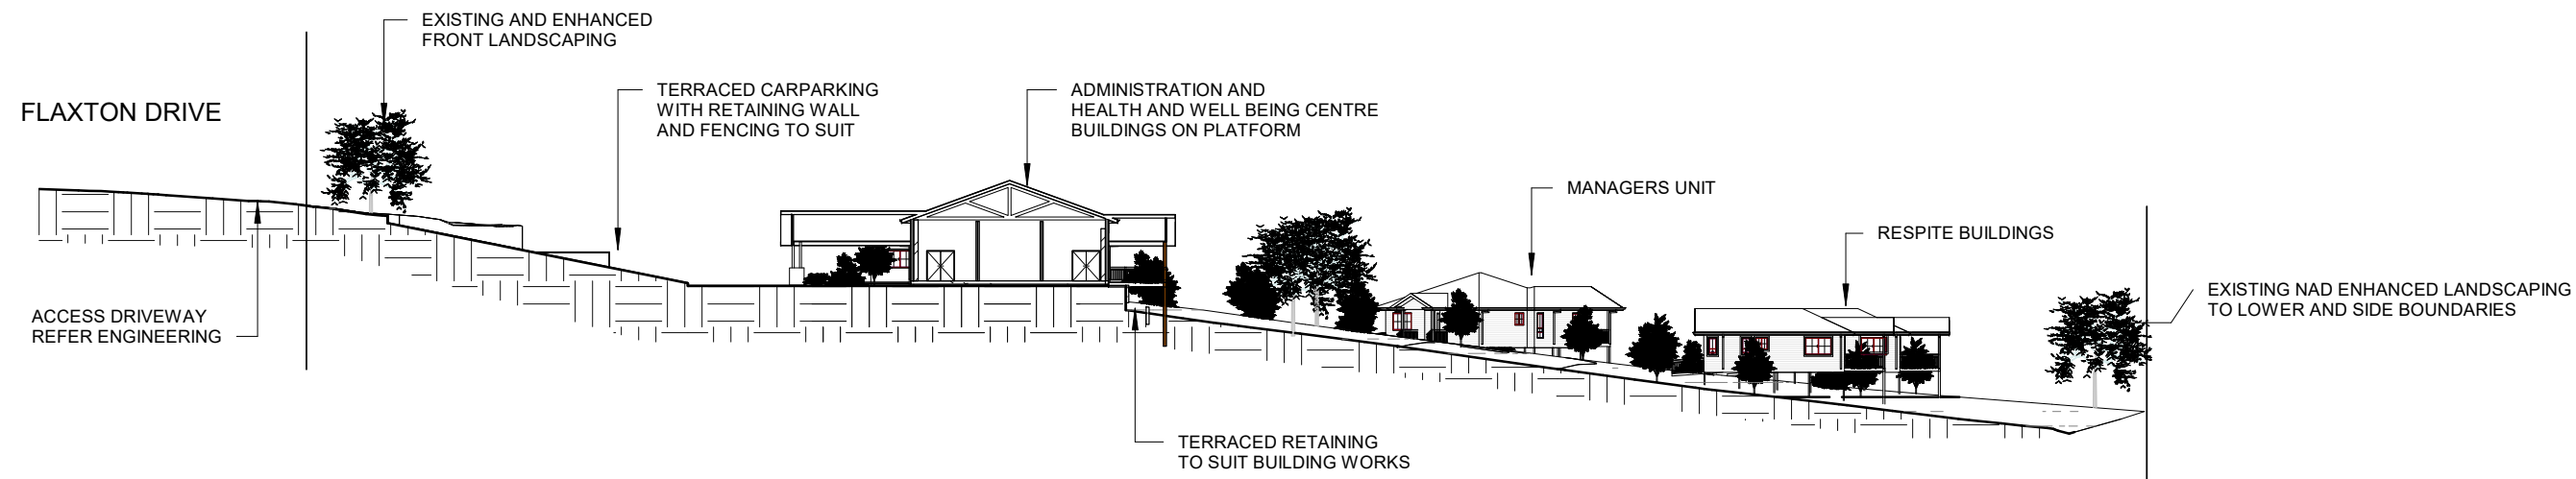 EXISTING AND ENHANCED
FRONT LANDSCAPING
FLAXTON DRIVE
TERRACED CARPARKING
WITH RETAINING WALL
AND FENCING TO SUIT
ADMINISTRATION AND
HEALTH AND WELL BEING CENTRE
BUILDINGS ON PLATFORM
MANAGERS UNIT
RESPITE BUILDINGS
EXISTING NAD ENHANCED LANDSCAPING
TO LOWER AND SIDE BOUNDARIES
ACCESS DRIVEWAY
REFER ENGINEERING
TERRACED RETAINING
TO SUIT BUILDING WORKS